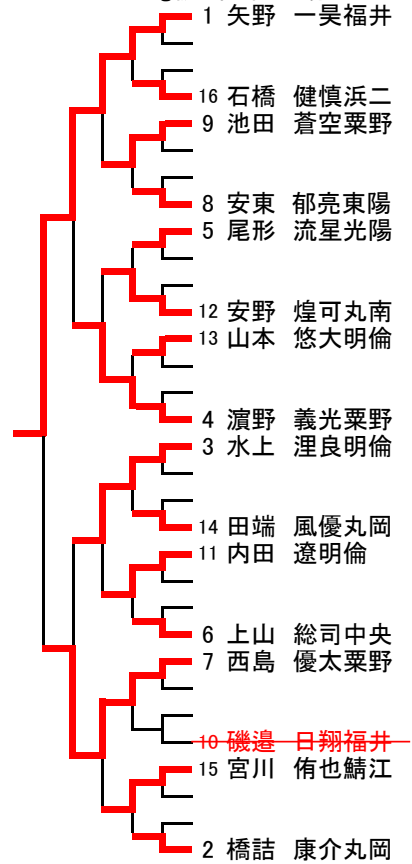 1 矢野 一昊福井
16 石橋 健慎浜二
9 池田 蒼空粟野
8 安東 郁亮東陽
5 尾形 流星光陽
12 安野 煌可丸南
13 山本 悠大明倫
4 濵野 義光粟野
3 水上 浬良明倫
14 田端 風優丸岡
11 内田 遼明倫
6 上山 総司中央
7 西島 優太粟野
10 磯邉 日翔福井
15 宮川 侑也鯖江
2 橋詰 康介丸岡